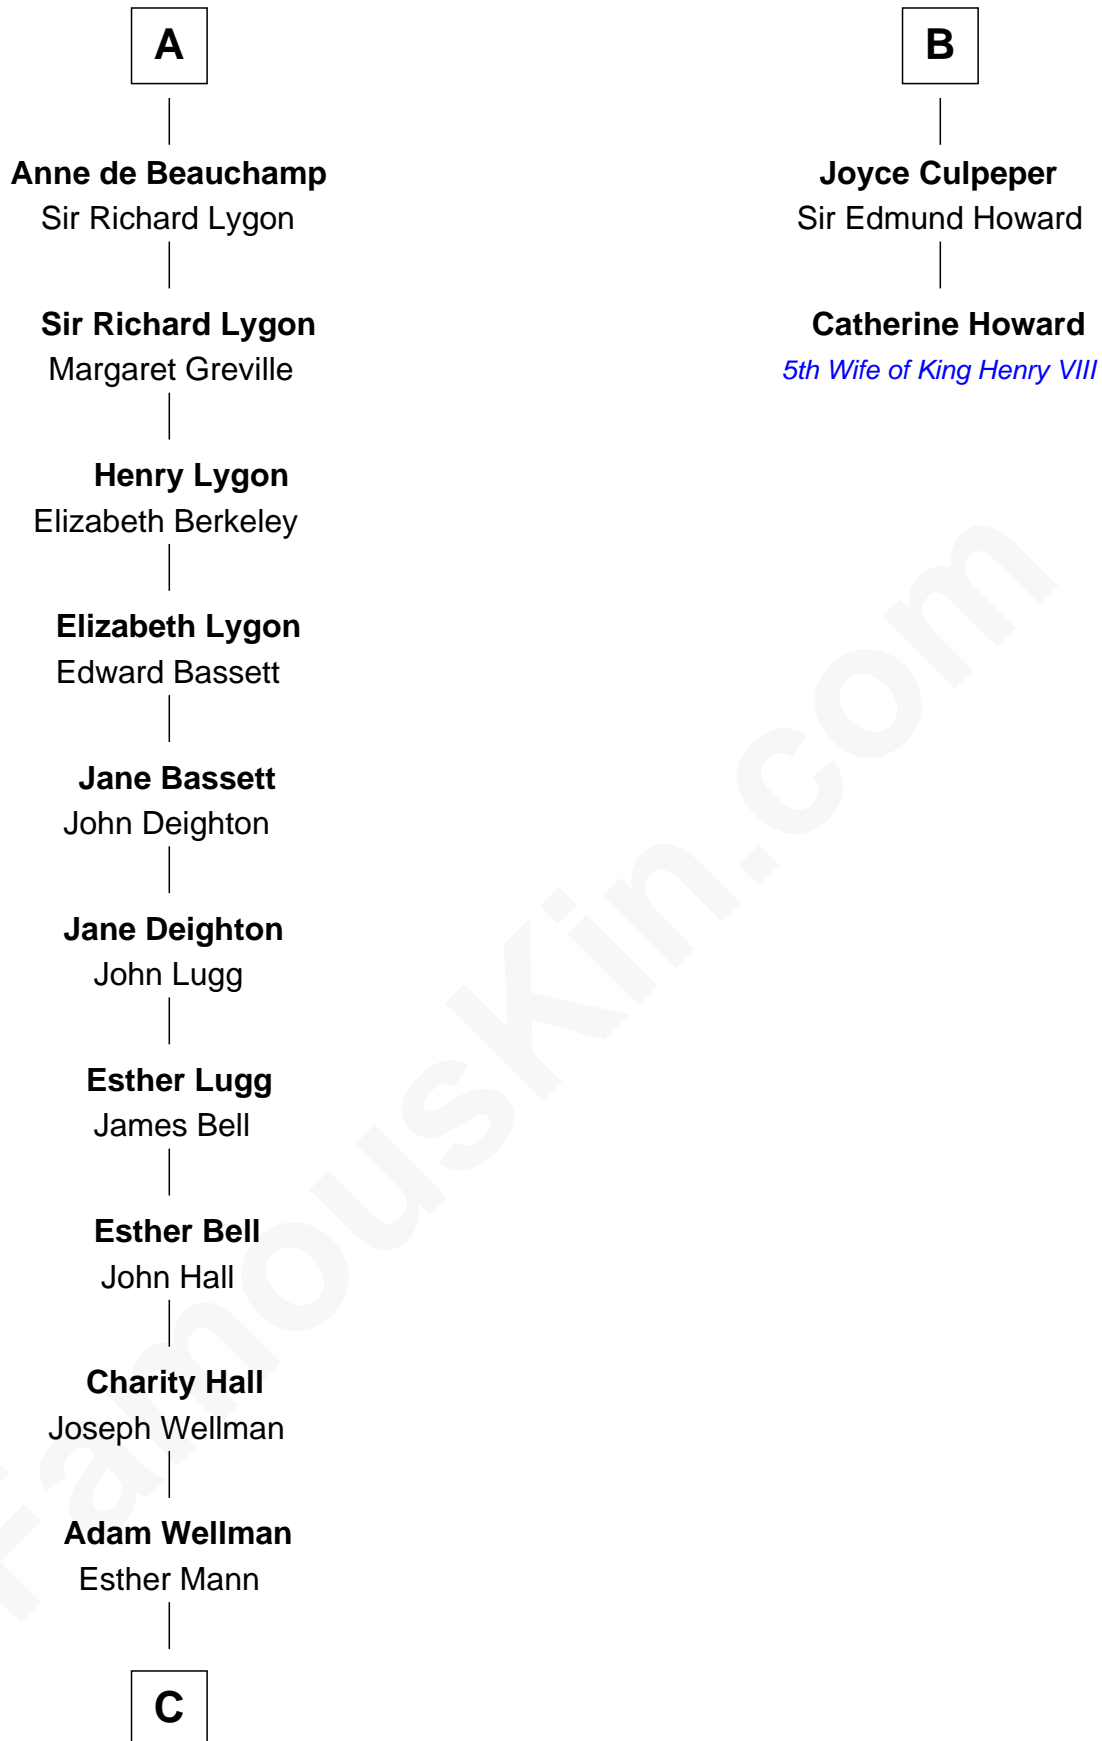 A
Anne de Beauchamp
Sir Richard Lygon
Sir Richard Lygon
Margaret Greville
Henry Lygon
Elizabeth Berkeley
Elizabeth Lygon
Edward Bassett
Jane Bassett
John Deighton
Jane Deighton
John Lugg
Esther Lugg
James Bell
Esther Bell
John Hall
Charity Hall
Joseph Wellman
Adam Wellman
Esther Mann
C
B
Joyce Culpeper
Sir Edmund Howard
Catherine Howard
5th Wife of King Henry VIII
FamousKin.com